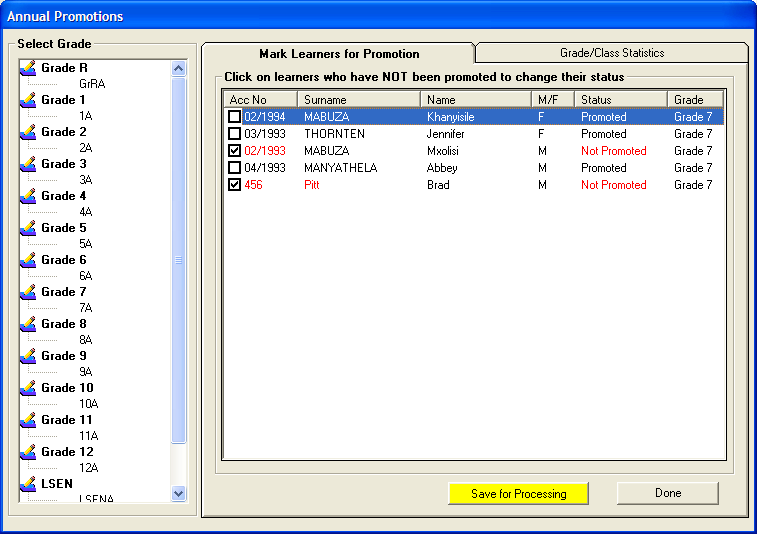 Annual Promotions
Select Grade
Grade R
GrRA
Grade 1
1A
Grade 2
2A
Grade 3
3A
Grade 4
4A
Grade 5
5A
Grade 6
6A
Grade 7
7A
Grade 8
8A
Grade 9
9A
Grade 10
10A
Grade 11
11A
Grade 12
12A
LSEN
LSENA
Mark Learners for Promotion
Grade/Class Statistics
Click on learners who have NOT been promoted to change their status
Acc No Surname Name M/F Status Grade
02/1994 MABUZA Khanyisile F Promoted Grade 7
03/1993 THORNTEN Jennifer F Promoted Grade 7
02/1993 MABUZA Mxolisi M Not Promoted Grade 7
04/1993 MANYATHELA Abbey M Promoted Grade 7
456 Pitt Brad M Not Promoted Grade 7
Save for Processing
Done